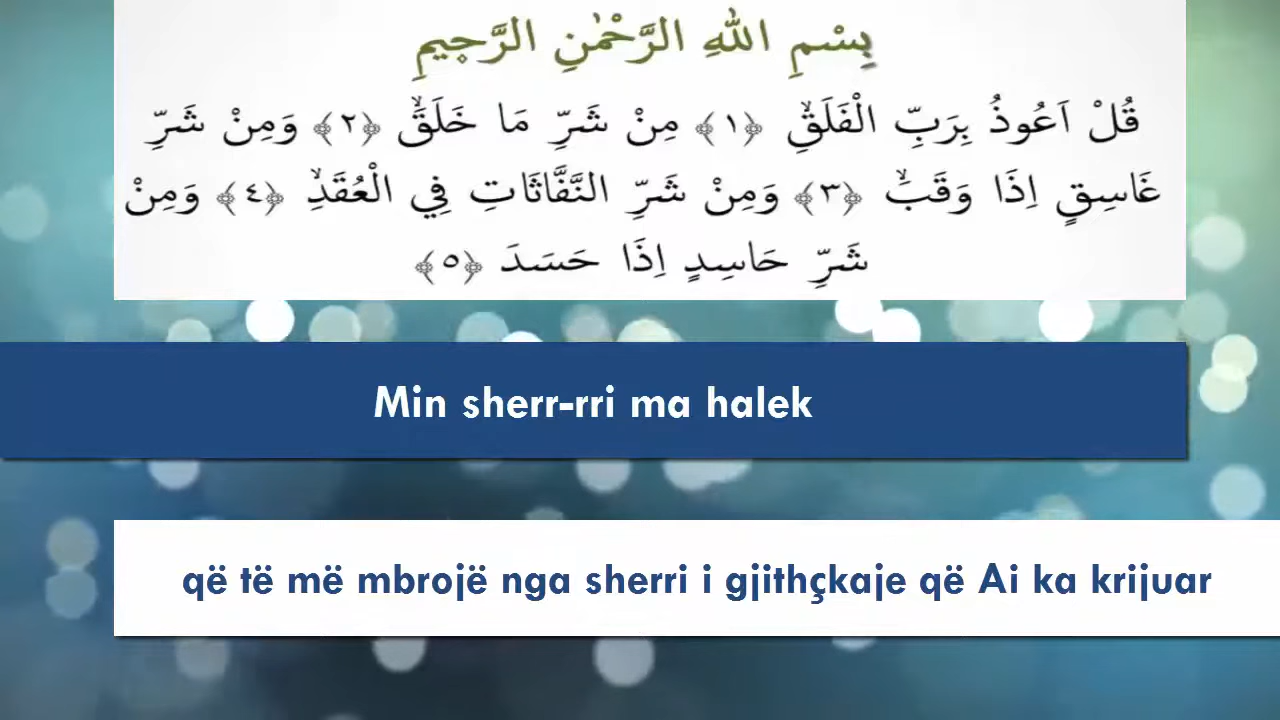 بِسْمِ اللهِ الرَّحْمٰنِ الرَّحِيمِ
قُلْ اَعُوذُ بِرَبِّ الْفَلَقِۙ ﴿١﴾ مِنْ شَرِّ مَا خَلَقَۙ ﴿٢﴾ وَمِنْ شَرِّ
غَاسِقٍ اِذَا وَقَبَۙ ﴿٣﴾ وَمِنْ شَرِّ النَّفَّاثَاتِ فِي الْعُقَدِۙ ﴿٤﴾ وَمِنْ
شَرِّ حَاسِدٍ اِذَا حَسَدَ ﴿٥﴾
Min sherr-rri ma halek
që të më mbrojë nga sherri i gjithçkaje që Ai ka krijuar